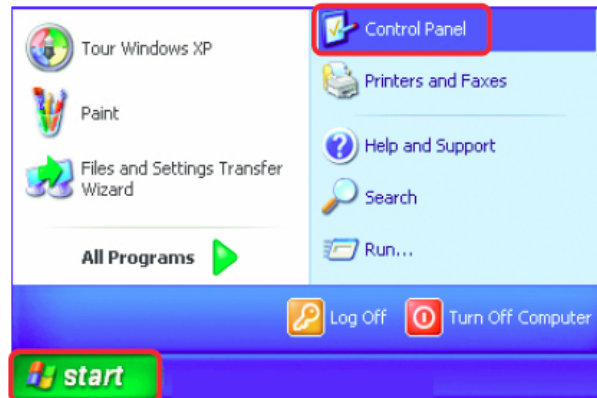 Tour Windows XP
Paint
Files and Settings Transfer
Wizard
All Programs
Control Panel
Printers and Faxes
Help and Support
Search
Run...
Log Off
Turn Off Computer
start